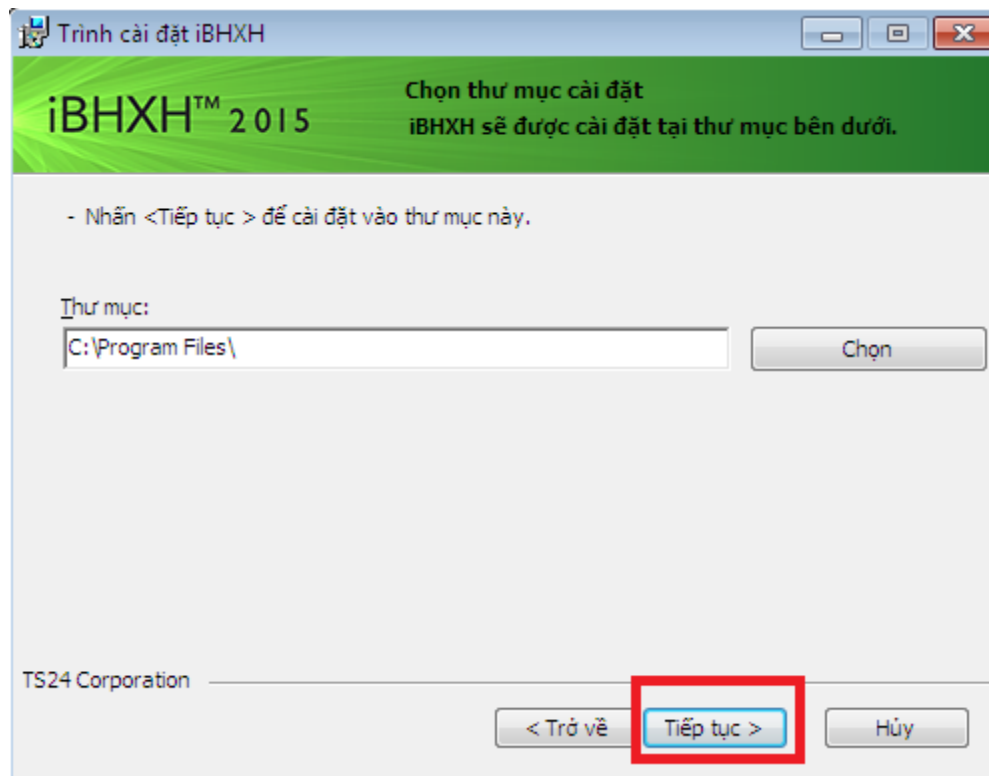 Trình cài đặt iBHXH
iBHXH™ 2015
Chọn thư mục cài đặt
iBHXH sẽ được cài đặt tại thư mục bên dưới.
- Nhấn <Tiếp tục > để cài đặt vào thư mục này.
Thư mục:
C:\Program Files\
Chọn
TS24 Corporation
< Trở về
Tiếp tục >
Hủy